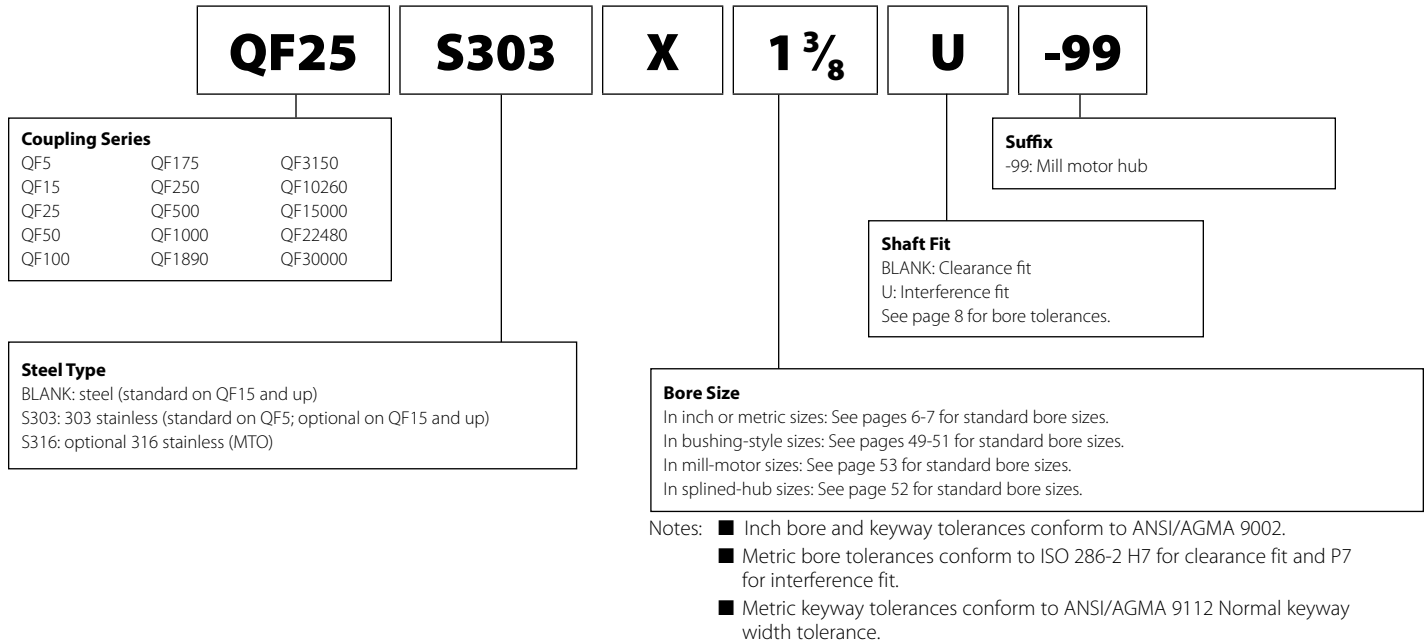 QF25 S303 X 1 3/8 U -99
Coupling Series
QF5 QF175 QF3150
QF15 QF250 QF10260
QF25 QF500 QF15000
QF50 QF1000 QF22480
QF100 QF1890 QF30000
Suffix
-99: Mill motor hub
Shaft Fit
BLANK: Clearance fit
U: Interference fit
See page 8 for bore tolerances.
Steel Type
BLANK: steel (standard on QF15 and up)
S303: 303 stainless (standard on QF5; optional on QF15 and up)
S316: optional 316 stainless (MTO)
Bore Size
In inch or metric sizes: See pages 6-7 for standard bore sizes.
In bushing-style sizes: See pages 49-51 for standard bore sizes.
In mill-motor sizes: See page 53 for standard bore sizes.
In splined-hub sizes: See page 52 for standard bore sizes.
Notes: ■ Inch bore and keyway tolerances conform to ANSI/AGMA 9002.
■ Metric bore tolerances conform to ISO 286-2 H7 for clearance fit and P7
for interference fit.
■ Metric keyway tolerances conform to ANSI/AGMA 9112 Normal keyway
width tolerance.